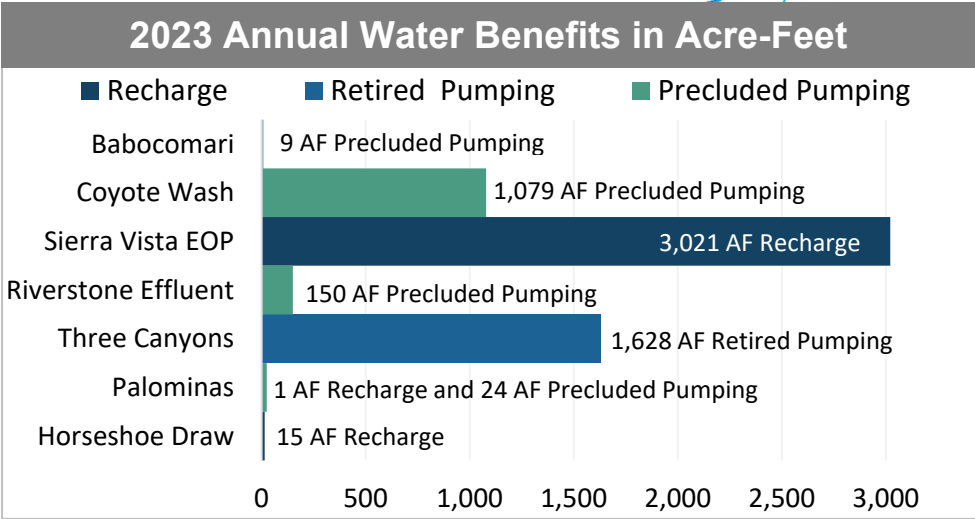 2023 Annual Water Benefits in Acre-Feet
Recharge Retired Pumping Precluded Pumping
Babocomari 9 AF Precluded Pumping
Coyote Wash 1,079 AF Precluded Pumping
Sierra Vista EOP 3,021 AF Recharge
Riverstone Effluent 150 AF Precluded Pumping
Three Canyons 1,628 AF Retired Pumping
Palominas 1 AF Recharge and 24 AF Precluded Pumping
Horseshoe Draw 15 AF Recharge
0 500 1,000 1,500 2,000 2,500 3,000